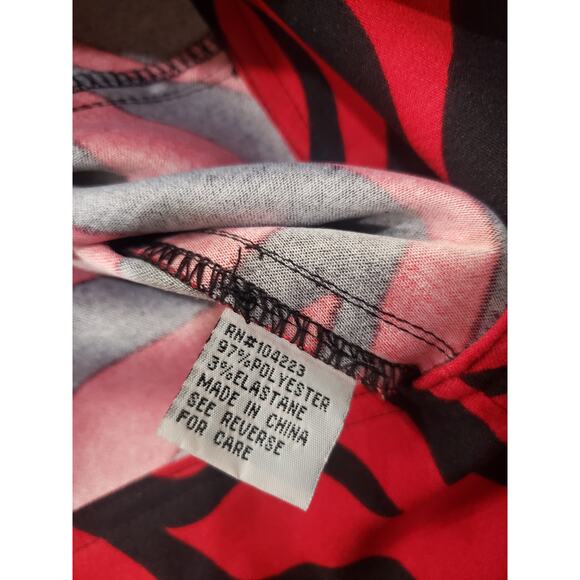 RN#104223
97%POLYESTER
3%ELASTANE
MADE IN CHINA
SEE REVERSE
FOR CARE